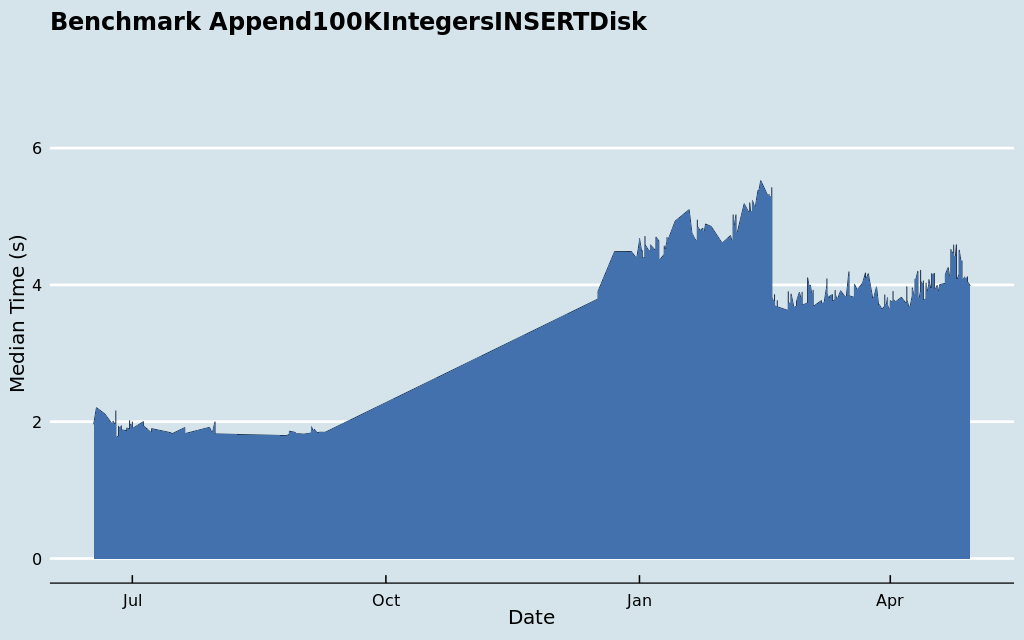 Benchmark Append100KIntegersINSERTDisk
6
4
2
0
Median Time (s)
Jul
Oct
Jan
Apr
Date